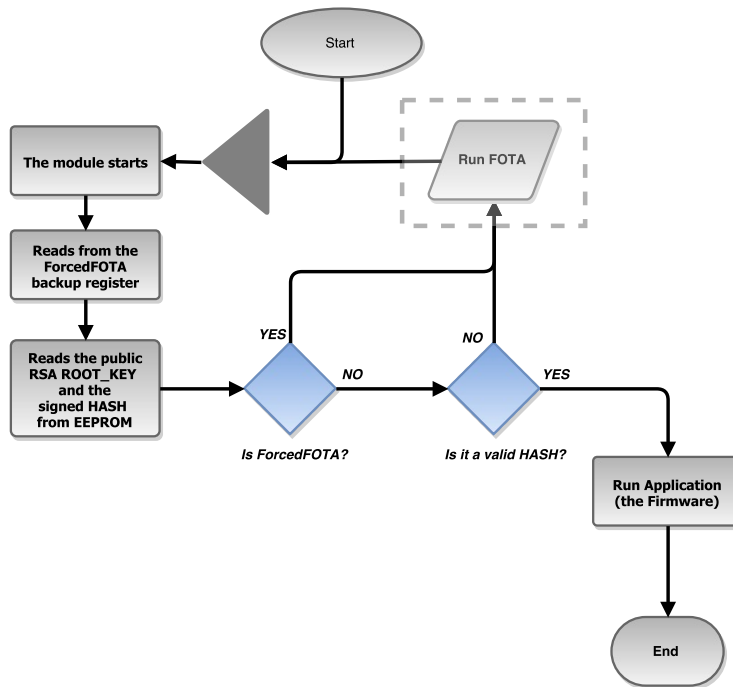 Start
Run FOTA
The module starts
Reads from the
ForcedFOTA
backup register
Reads the public
RSA ROOT_KEY
and the
signed HASH
from EEPROM
YES
NO
Is ForcedFOTA?
NO
YES
Is it a valid HASH?
Run Application
(the Firmware)
End